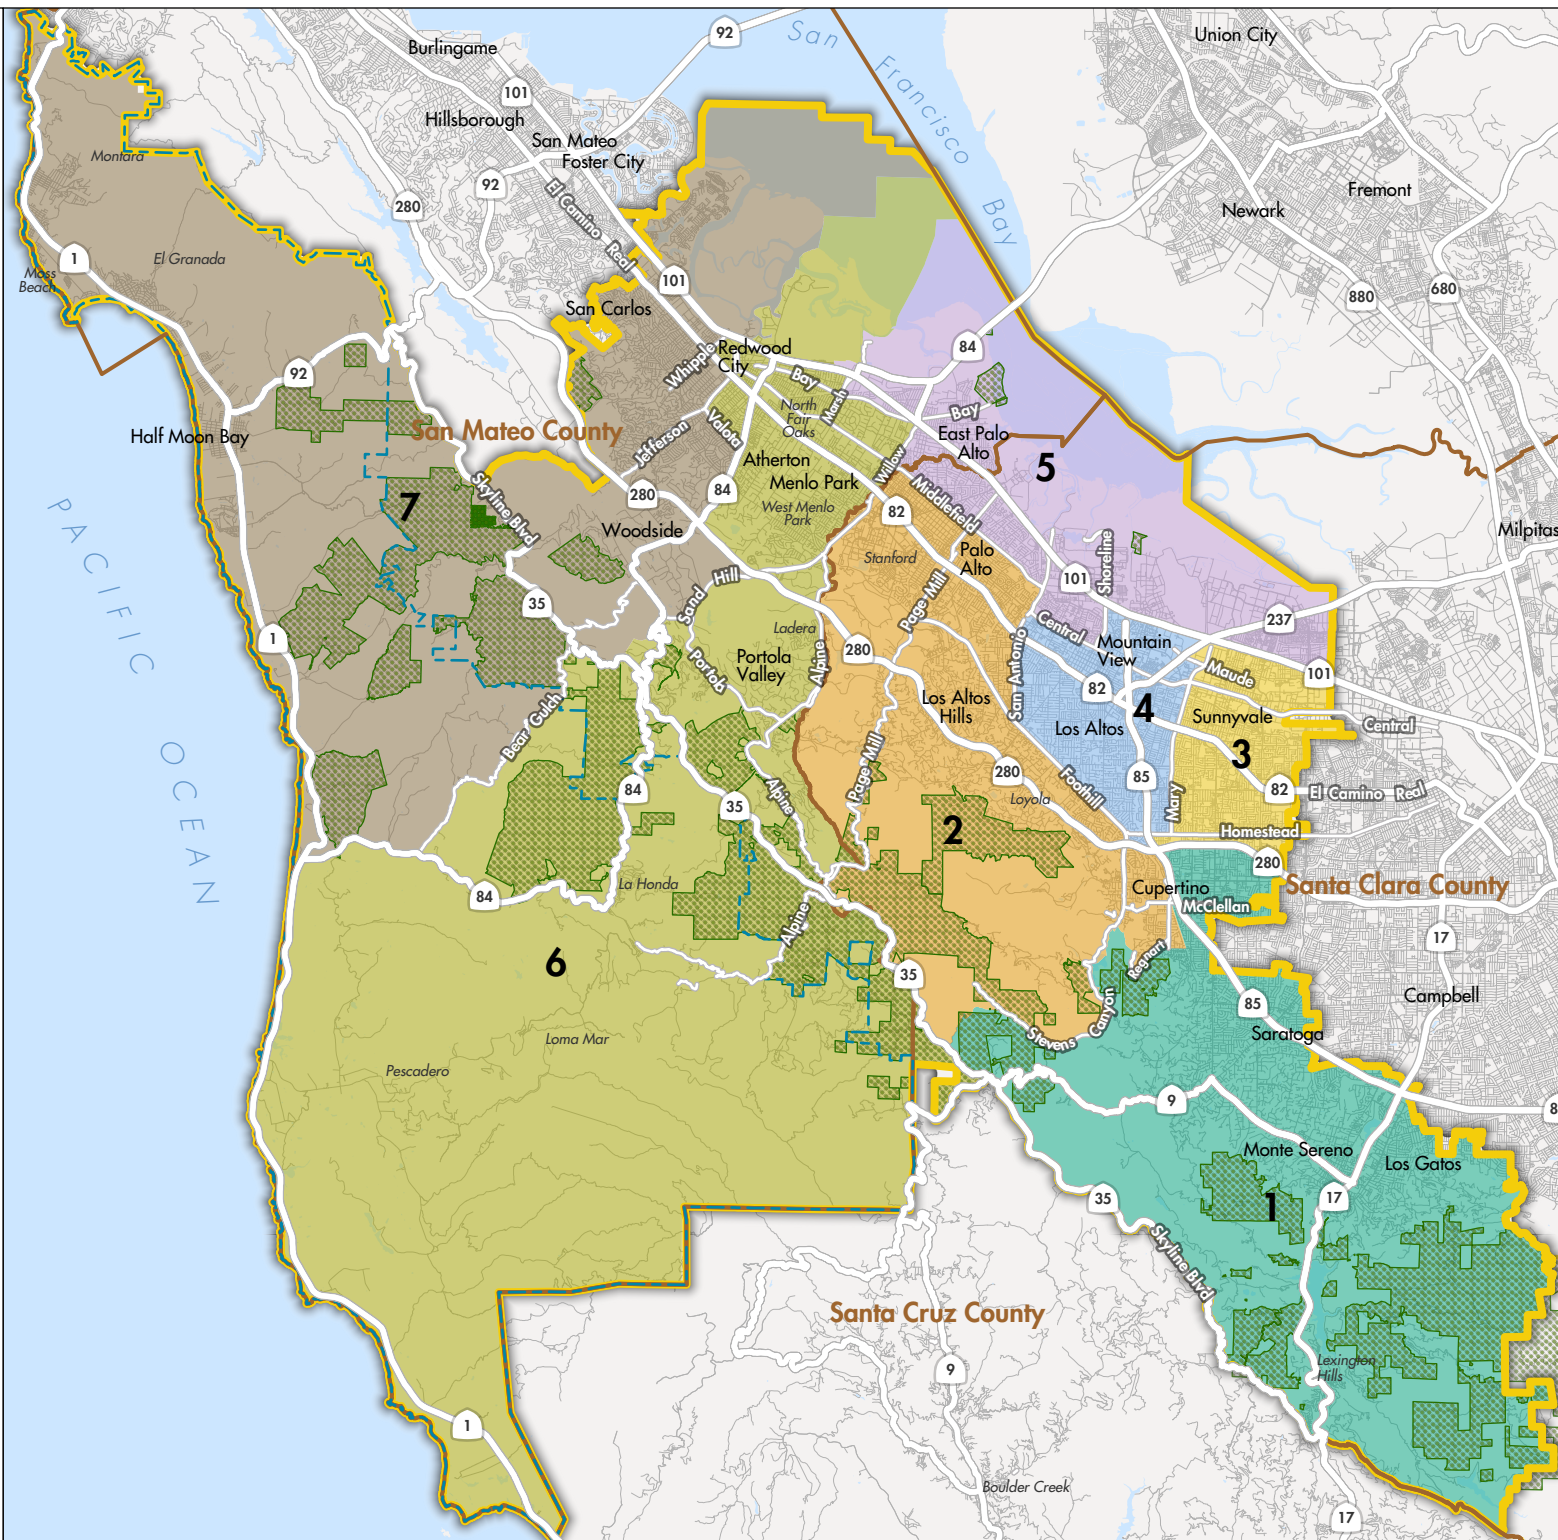 92
San
Francisco
Bay
Union City
Burlingame
101
Hillsborough
San Mateo
Foster City
Montara
92
280
El Camino Real
Fremont
Newark
1
El Granada
Moss
Beach
101
San Carlos
880
680
84
Redwood
City
Whipple
Bay
Marsh
North
Fair
Oaks
Bay
92
Half Moon Bay
San Mateo County
Jefferson
Valota
East Palo
Alto
5
Atherton
Menlo Park
Willow
Middlefield
280
84
West Menlo
Park
82
7
Skyline Blvd
Woodside
Milpitas
PACIFIC
OCEAN
Stanford
Palo
Alto
Shoreline
101
Page Mill
Sand Hill
35
237
1
Ladera
Central
Mountain
View
Portola
Valley
Portola
Alpine
280
San Antonio
Maude
101
82
Los Altos
Hills
4
Los Altos
Sunnyvale
Central
Bear Gulch
3
Page Mill
280
85
Foothill
84
35
Alpine
Loyola
Mary
82
El Camino Real
2
Homestead
280
La Honda
84
Cupertino
McClellan
Santa Clara County
Alpine
17
6
35
Regnart
Canyon
Stevens
85
Campbell
Saratoga
Loma Mar
Pescadero
9
8
Monte Sereno
Los Gatos
35
1
17
Skyline Blvd
Santa Cruz County
9
Lexington
Hills
1
Boulder Creek
17